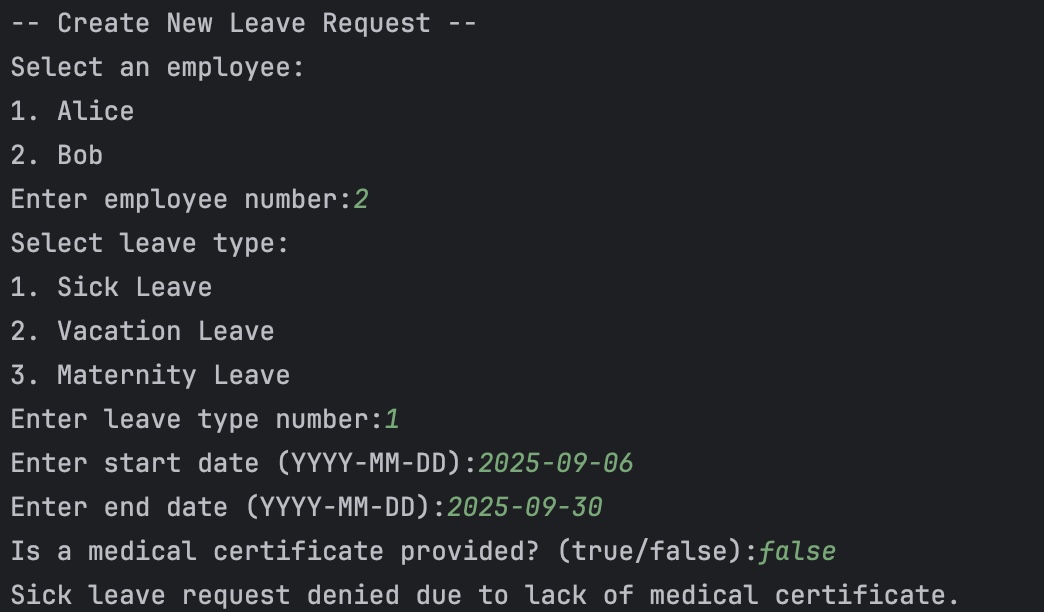 -- Create New Leave Request --
Select an employee:
1. Alice
2. Bob
Enter employee number:2
Select leave type:
1. Sick Leave
2. Vacation Leave
3. Maternity Leave
Enter leave type number:1
Enter start date (YYYY-MM-DD):2025-09-06
Enter end date (YYYY-MM-DD):2025-09-30
Is a medical certificate provided? (true/false):false
Sick leave request denied due to lack of medical certificate.